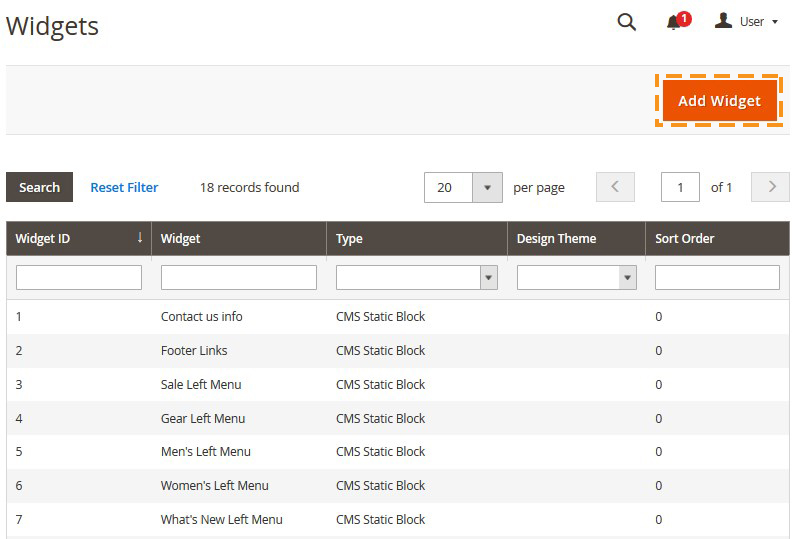 Widgets
1
User
Add Widget
Search Reset Filter 18 records found 20 per page 1 of 1
Widget ID ↓ Widget Type Design Theme Sort Order
1 Contact us info CMS Static Block 0
2 Footer Links CMS Static Block 0
3 Sale Left Menu CMS Static Block 0
4 Gear Left Menu CMS Static Block 0
5 Men's Left Menu CMS Static Block 0
6 Women's Left Menu CMS Static Block 0
7 What's New Left Menu CMS Static Block 0